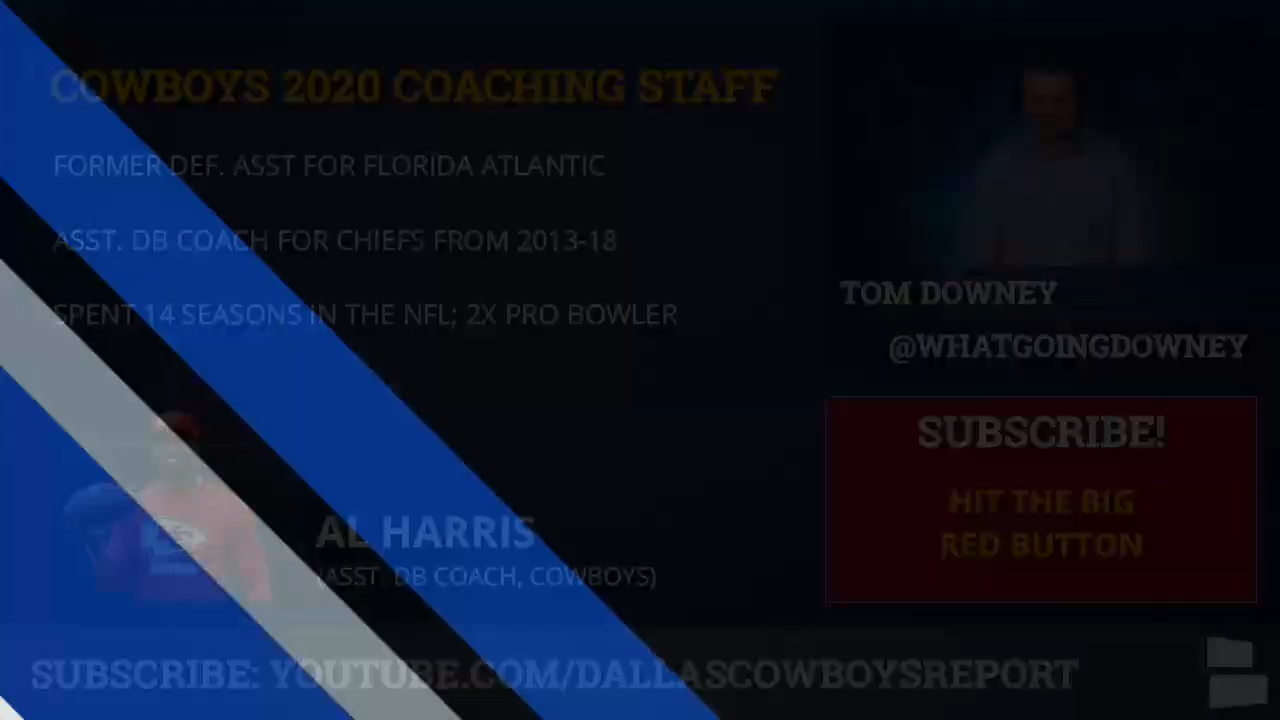 COWBOYS 2020 COACHING STAFF
FORMER DEF. ASST FOR FLORIDA ATLANTIC
ASST. DB COACH FOR CHIEFS FROM 2013-18
SPENT 14 SEASONS IN THE NFL; 2X PRO BOWLER
AL HARRIS
(ASST. DB COACH, COWBOYS)
TOM DOWNEY
@WHATGOINGDOWNEY
SUBSCRIBE!
HIT THE BIG
RED BUTTON
SUBSCRIBE: YOUTUBE.COM/DALLASCOWBOYSREPORT